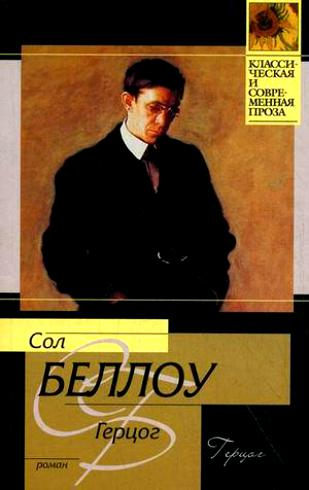 КЛАССИ-
ЧЕСКАЯ
И
СОВРЕ-
МЕННАЯ
ПРОЗА
Сол
БЕЛЛОУ
Герцог
роман
Герцог